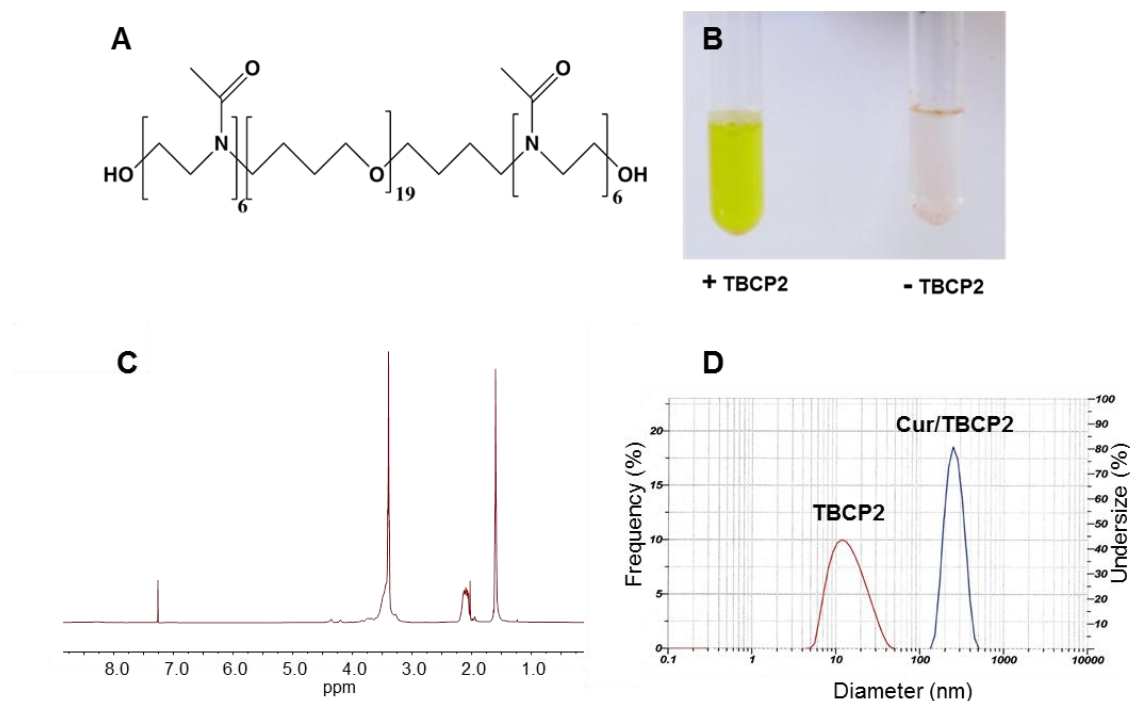 A
O
N
HO
6
O
19
N
O
6
OH
B
+ TBCP2
- TBCP2
C
8.0 7.0 6.0 5.0 4.0 3.0 2.0 1.0
ppm
D
Frequency (%)
20
15
10
5
0
TBCP2
Cur/TBCP2
100
90
80
70
60
50
40
30
20
10
Undersize (%)
0.1 1 10 100 1000 10000
Diameter (nm)